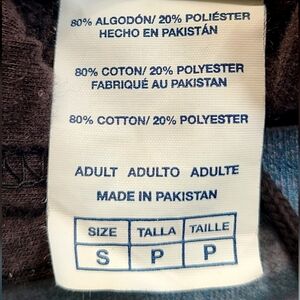 80% ALGODÓN/ 20% POLIÉSTER
HECHO EN PAKISTÁN
80% COTON/ 20% POLYESTER
FABRIQUÉ AU PAKISTAN
80% COTTON/ 20% POLYESTER
ADULT ADULTO ADULTE
MADE IN PAKISTAN
SIZE TALLA TAILLE
S P P